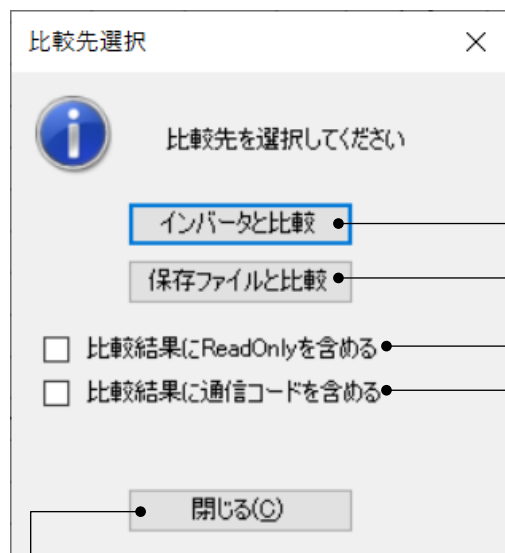 比較先選択
比較先を選択してください
インバータと比較
保存ファイルと比較
比較結果にReadOnlyを含める
比較結果に通信コードを含める
閉じる(C)